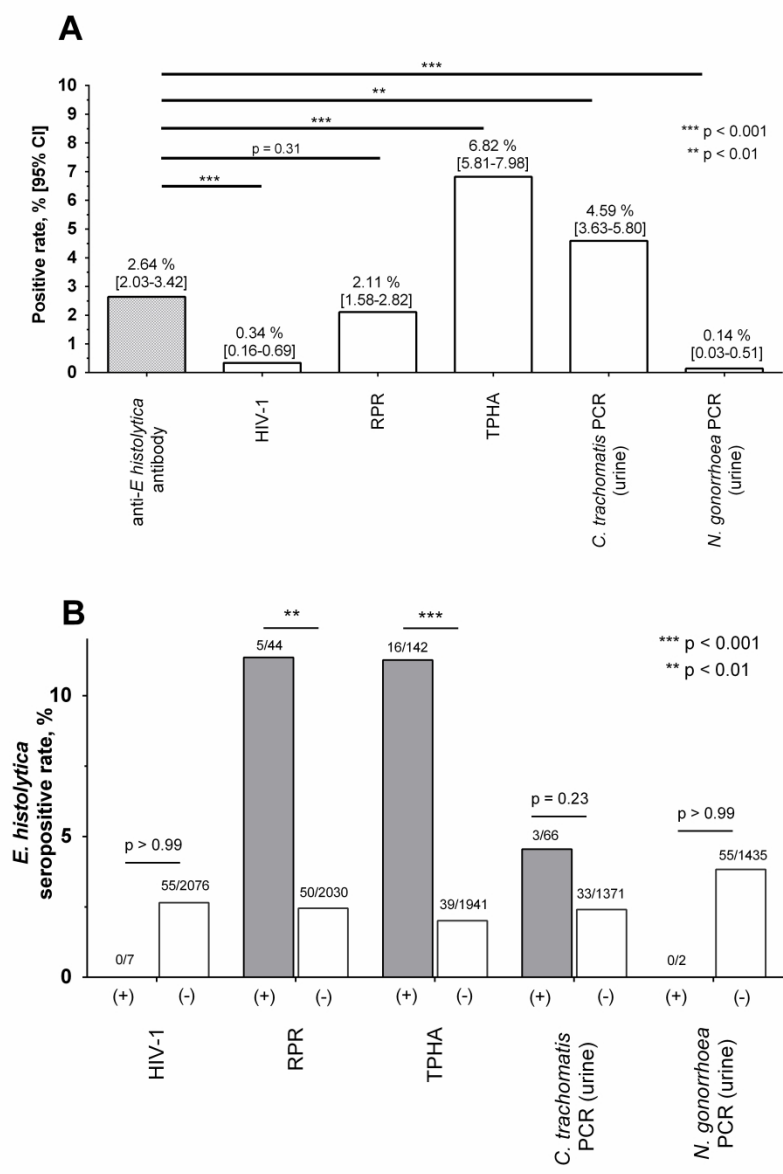 A
***
**
***
p = 0.31
***
*** p < 0.001
** p < 0.01
Positive rate, % [95% CI]
10
9
8
7
6
5
4
3
2
1
0
2.64 %
[2.03-3.42]
0.34 %
[0.16-0.69]
2.11 %
[1.58-2.82]
6.82 %
[5.81-7.98]
4.59 %
[3.63-5.80]
0.14 %
[0.03-0.51]
anti-E histolytica
antibody
HIV-1
RPR
TPHA
C. trachomatis PCR
(urine)
N. gonorrhoea PCR
(urine)
B
*** p < 0.001
** p < 0.01
E. histolytica
seropositive rate, %
10
5
0
p > 0.99
0/7
55/2076
**
5/44
50/2030
***
16/142
39/1941
p = 0.23
3/66
33/1371
p > 0.99
0/2
55/1435
(+) (-) (+) (-) (+) (-) (+) (-) (+) (-)
HIV-1
RPR
TPHA
C. trachomatis
PCR (urine)
N. gonorrhoea
PCR (urine)